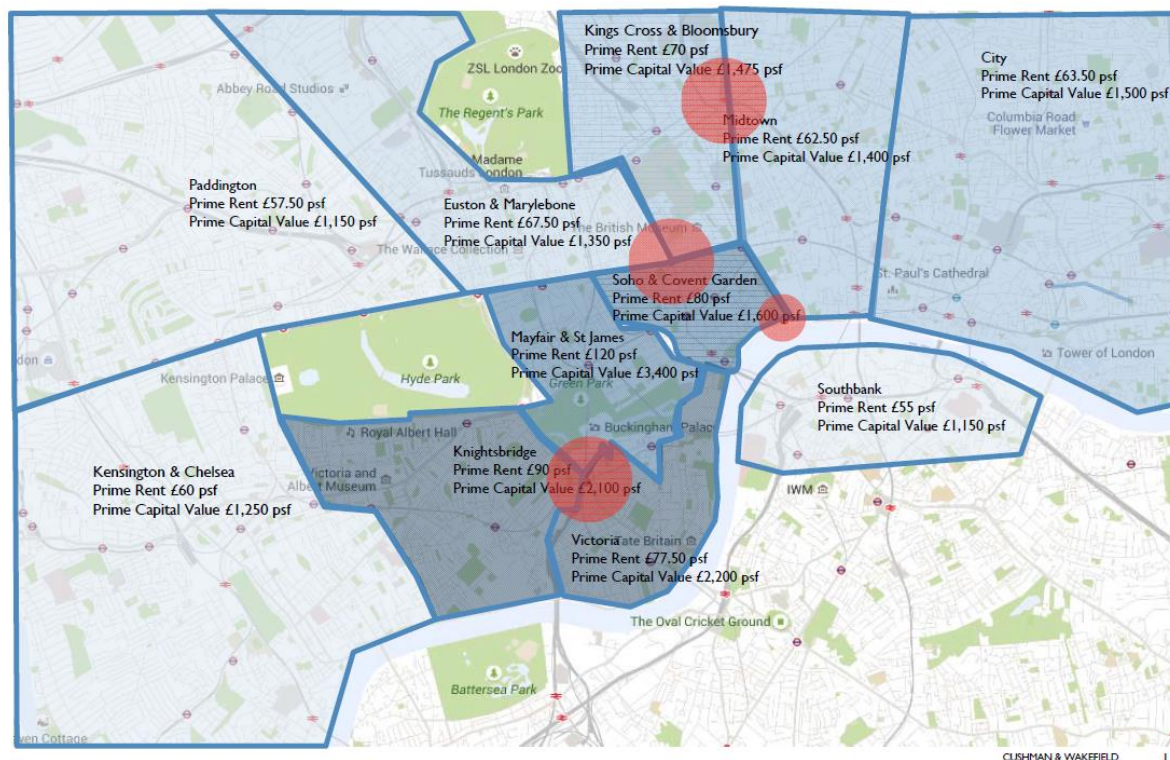 Kings Cross & Bloomsbury
Prime Rent £70 psf
Prime Capital Value £1,475 psf
City
Prime Rent £63.50 psf
Prime Capital Value £1,500 psf
ZSL London Zoo
Abbey Road Studios
The Regent's Park
Columbia Road
Flower Market
Midtown
Prime Rent £62.50 psf
Prime Capital Value £1,400 psf
Madame
Tussauds London
Paddington
Prime Rent £57.50 psf
Prime Capital Value £1,150 psf
Euston & Marylebone
Prime Rent £67.50 psf
Prime Capital Value £1,350 psf
The British Museum
The Wallace Collection
St. Paul's Cathedral
Soho & Covent Garden
Prime Rent £80 psf
Prime Capital Value £1,600 psf
Mayfair & St James
Prime Rent £120 psf
Prime Capital Value £3,400 psf
Green Park
Tower of London
Kensington Palace
Hyde Park
Southbank
Prime Rent £55 psf
Prime Capital Value £1,150 psf
Buckingham Palace
Royal Albert Hall
Knightsbridge
Prime Rent £90 psf
Prime Capital Value £2,100 psf
Victoria and
Albert Museum
Kensington & Chelsea
Prime Rent £60 psf
Prime Capital Value £1,250 psf
IWM
Victoria
Prime Rent £77.50 psf
Prime Capital Value £2,200 psf
Tate Britain
The Oval Cricket Ground
Battersea Park
CUSHMAN & WAKEFIELD